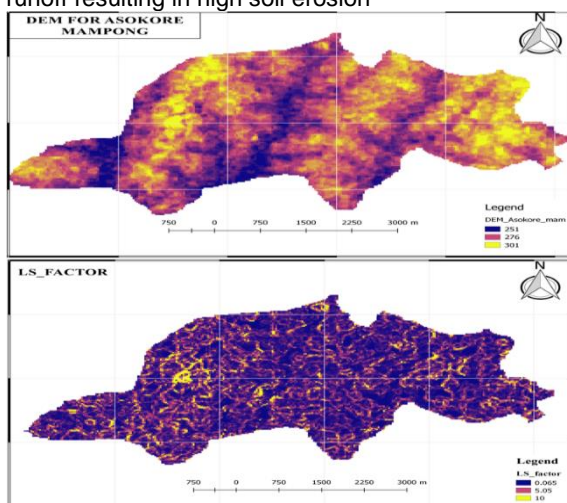 runoff resulting in high soil erosion
DEM FOR ASOKORE
MAMPONG
N
Legend
DEM_Asokore_mam
251
276
301
750 0 750 1500 2250 3000 m
LS_FACTOR
N
Legend
LS_factor
0.065
5.05
10
750 0 750 1500 2250 3000 m